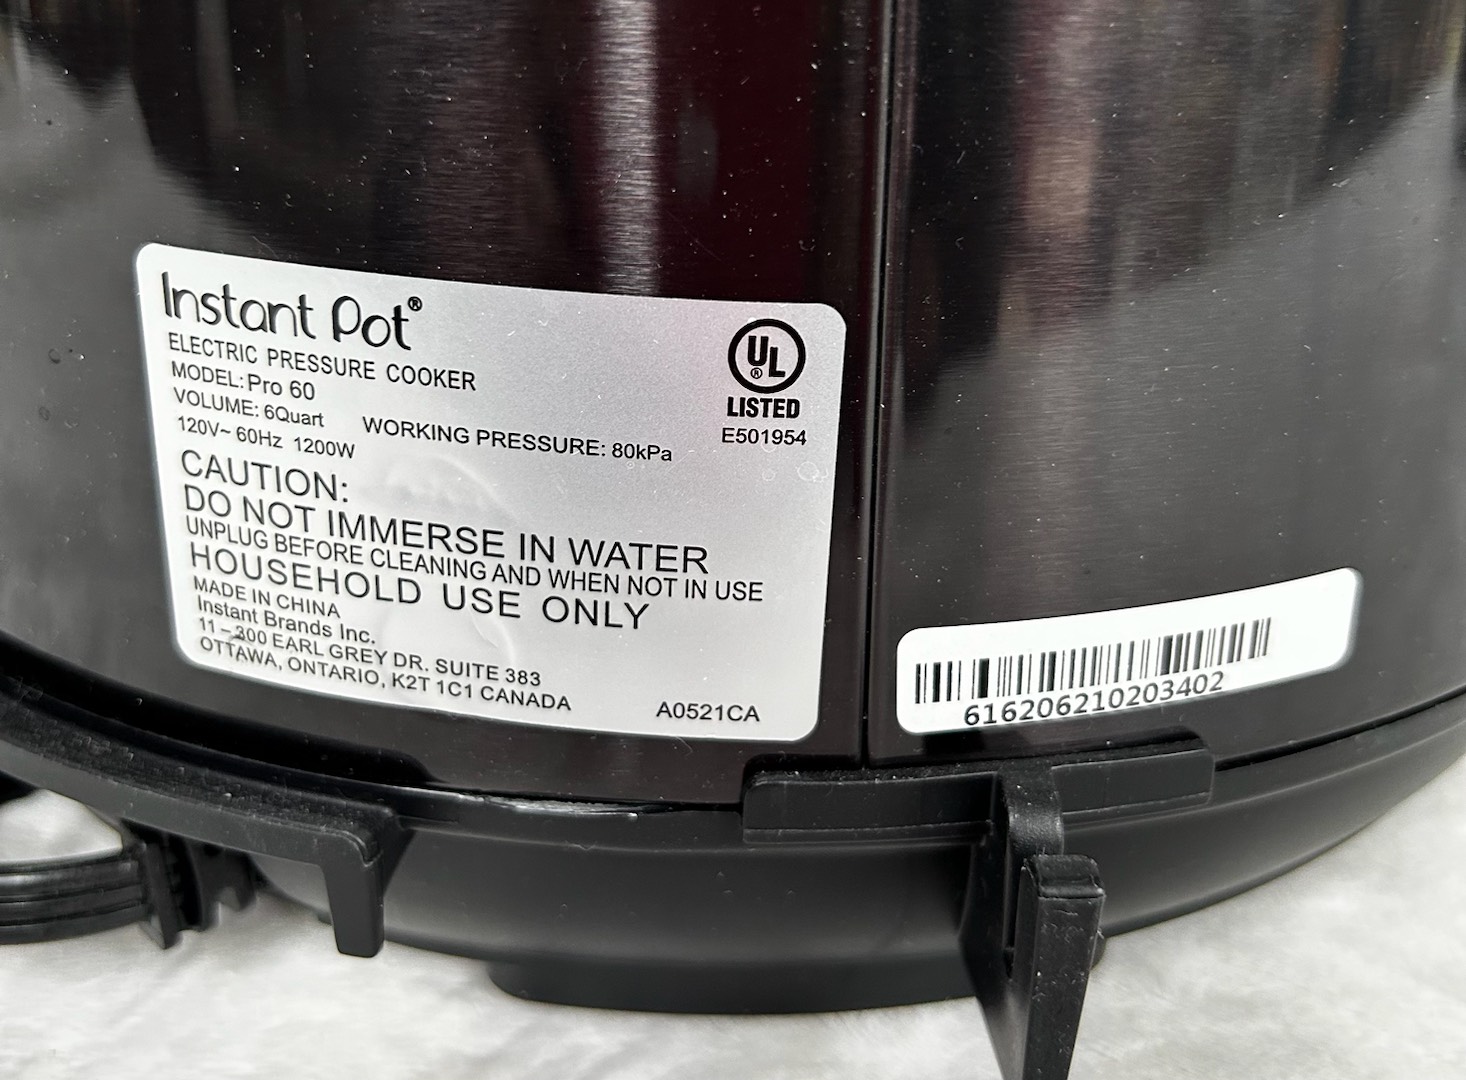 Instant Pot®
ELECTRIC PRESSURE COOKER
MODEL: Pro 60
VOLUME: 6Quart
120V~ 60Hz 1200W
WORKING PRESSURE: 80kPa
UL®
LISTED
E501954
CAUTION:
DO NOT IMMERSE IN WATER
UNPLUG BEFORE CLEANING AND WHEN NOT IN USE
HOUSEHOLD USE ONLY
MADE IN CHINA
Instant Brands Inc.
11–300 EARL GREY DR. SUITE 383
OTTAWA, ONTARIO, K2T 1C1 CANADA
A0521CA
616206210203402